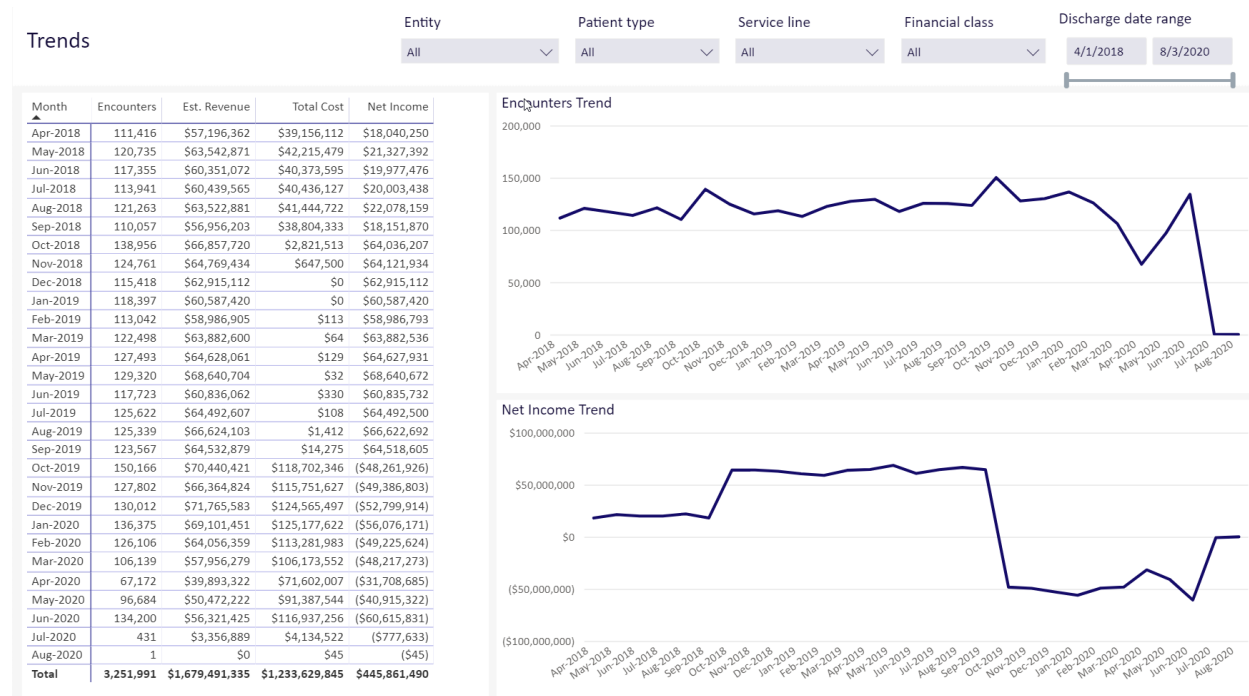 Trends
Entity Patient type Service line Financial class Discharge date range
All All All All 4/1/2018 8/3/2020
Month Encounters Est. Revenue Total Cost Net Income
Apr-2018 111,416 $57,196,362 $39,156,112 $18,040,250
May-2018 120,735 $63,542,871 $42,215,479 $21,327,392
Jun-2018 117,355 $60,351,072 $40,373,595 $19,977,476
Jul-2018 113,941 $60,439,565 $40,436,127 $20,003,438
Aug-2018 121,263 $63,522,881 $41,444,722 $22,078,159
Sep-2018 110,057 $56,956,203 $38,804,333 $18,151,870
Oct-2018 138,956 $66,857,720 $2,821,513 $64,036,207
Nov-2018 124,761 $64,769,434 $647,500 $64,121,934
Dec-2018 115,418 $62,915,112 $0 $62,915,112
Jan-2019 118,397 $60,587,420 $0 $60,587,420
Feb-2019 113,042 $58,986,905 $113 $58,986,793
Mar-2019 122,498 $63,882,600 $64 $63,882,536
Apr-2019 127,493 $64,628,061 $129 $64,627,931
May-2019 129,320 $68,640,704 $32 $68,640,672
Jun-2019 117,723 $60,836,062 $330 $60,835,732
Jul-2019 125,622 $64,492,607 $108 $64,492,500
Aug-2019 125,339 $66,624,103 $1,412 $66,622,692
Sep-2019 123,567 $64,532,879 $14,275 $64,518,605
Oct-2019 150,166 $70,440,421 $118,702,346 ($48,261,926)
Nov-2019 127,802 $66,364,824 $115,751,627 ($49,386,803)
Dec-2019 130,012 $71,765,583 $124,565,497 ($52,799,914)
Jan-2020 136,375 $69,101,451 $125,177,622 ($56,076,171)
Feb-2020 126,106 $64,056,359 $113,281,983 ($49,225,624)
Mar-2020 106,139 $57,956,279 $106,173,552 ($48,217,273)
Apr-2020 67,172 $39,893,322 $71,602,007 ($31,708,685)
May-2020 96,684 $50,472,222 $91,387,544 ($40,915,322)
Jun-2020 134,200 $56,321,425 $116,937,256 ($60,615,831)
Jul-2020 431 $3,356,889 $4,134,522 ($777,633)
Aug-2020 1 $0 $45 ($45)
Total 3,251,991 $1,679,491,335 $1,233,629,845 $445,861,490
Encounters Trend
200,000
150,000
100,000
50,000
0
Apr-2018 May-2018 Jun-2018 Jul-2018 Aug-2018 Sep-2018 Oct-2018 Nov-2018 Dec-2018 Jan-2019 Feb-2019 Mar-2019 Apr-2019 May-2019 Jun-2019 Jul-2019 Aug-2019 Sep-2019 Oct-2019 Nov-2019 Dec-2019 Jan-2020 Feb-2020 Mar-2020 Apr-2020 May-2020 Jun-2020 Jul-2020 Aug-2020
Net Income Trend
$100,000,000
$50,000,000
$0
($50,000,000)
($100,000,000)
Apr-2018 May-2018 Jun-2018 Jul-2018 Aug-2018 Sep-2018 Oct-2018 Nov-2018 Dec-2018 Jan-2019 Feb-2019 Mar-2019 Apr-2019 May-2019 Jun-2019 Jul-2019 Aug-2019 Sep-2019 Oct-2019 Nov-2019 Dec-2019 Jan-2020 Feb-2020 Mar-2020 Apr-2020 May-2020 Jun-2020 Jul-2020 Aug-2020